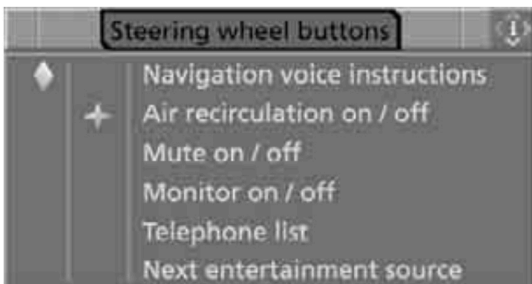 Steering wheel buttons
Navigation voice instructions
Air recirculation on / off
Mute on / off
Monitor on / off
Telephone list
Next entertainment source